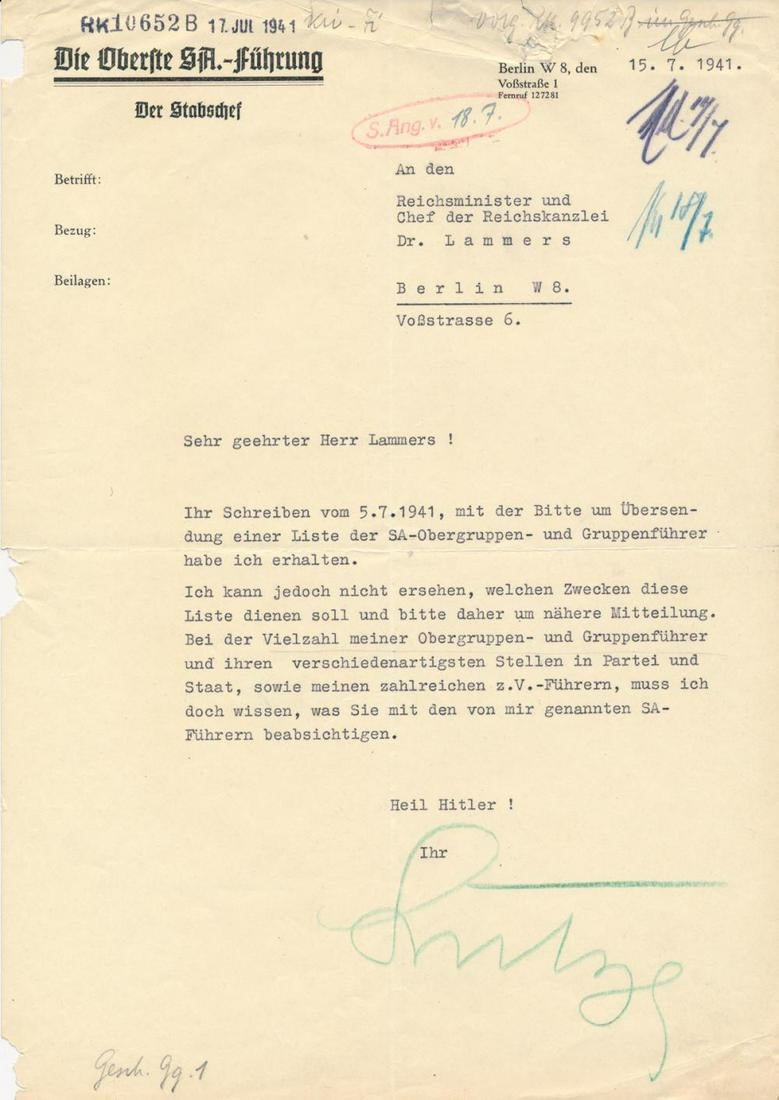 RK 10652 B 17. JUL 1941
Die Oberste SA.-Führung
Der Stabschef
Berlin W 8, den 15. 7. 1941.
Voßstraße 1
Fernruf 127281
S. Ang. v. 18. 7.
18/7
Betrifft:
Bezug:
Beilagen:
An den
Reichsminister und
Chef der Reichskanzlei
Dr. Lammers
Berlin W 8.
Voßstrasse 6.
Sehr geehrter Herr Lammers !
Ihr Schreiben vom 5.7.1941, mit der Bitte um Übersen-
dung einer Liste der SA-Obergruppen- und Gruppenführer
habe ich erhalten.
Ich kann jedoch nicht ersehen, welchen Zwecken diese
Liste dienen soll und bitte daher um nähere Mitteilung.
Bei der Vielzahl meiner Obergruppen- und Gruppenführer
und ihren verschiedenartigsten Stellen in Partei und
Staat, sowie meinen zahlreichen z.V.-Führern, muss ich
doch wissen, was Sie mit den von mir genannten SA-
Führern beabsichtigen.
Heil Hitler !
Ihr
Gesch. Gg. 1